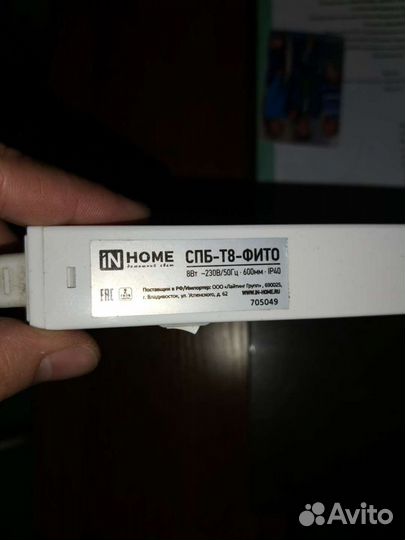 iN HOME
домашний свет
СПБ-Т8-ФИТО
8Вт ~230В/50Гц · 600мм · IP40
EAC
Поставщик в РФ/Импортер: ООО «Лайтинг Групп», 690025,
г. Владивосток, ул. Успенского, д. 62
WWW.IN-HOME.RU
705049
Avito